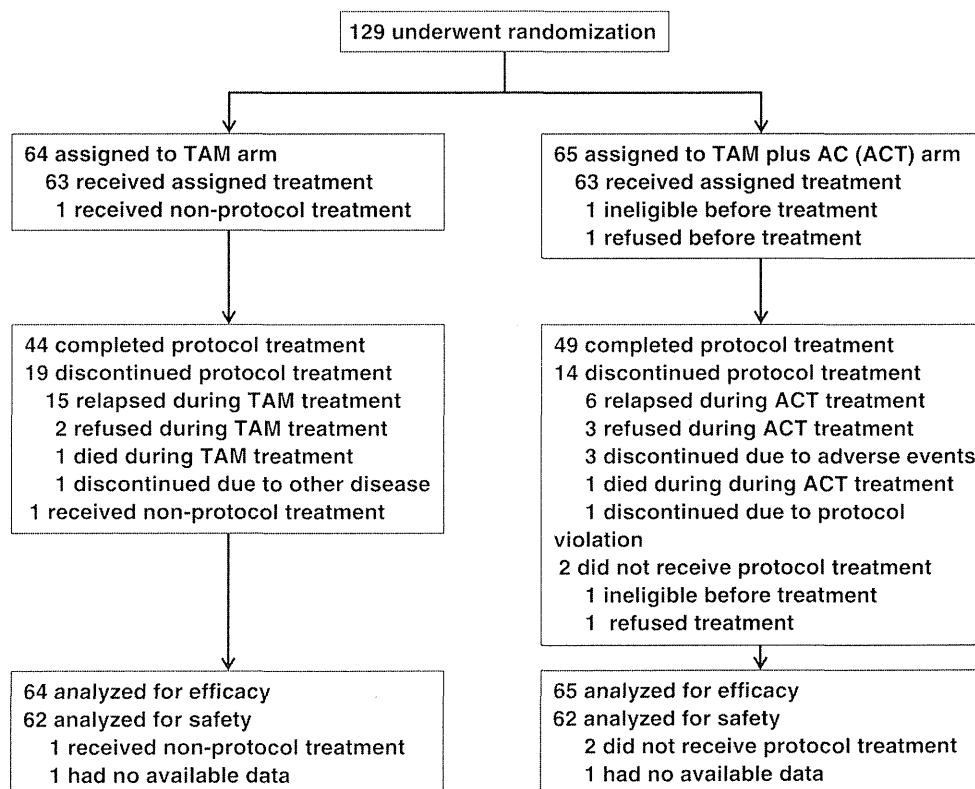 129 underwent randomization
64 assigned to TAM arm
63 received assigned treatment
1 received non-protocol treatment
65 assigned to TAM plus AC (ACT) arm
63 received assigned treatment
1 ineligible before treatment
1 refused before treatment
44 completed protocol treatment
19 discontinued protocol treatment
15 relapsed during TAM treatment
2 refused during TAM treatment
1 died during TAM treatment
1 discontinued due to other disease
1 received non-protocol treatment
49 completed protocol treatment
14 discontinued protocol treatment
6 relapsed during ACT treatment
3 refused during ACT treatment
3 discontinued due to adverse events
1 died during during ACT treatment
1 discontinued due to protocol
violation
2 did not receive protocol treatment
1 ineligible before treatment
1 refused treatment
64 analyzed for efficacy
62 analyzed for safety
1 received non-protocol treatment
1 had no available data
65 analyzed for efficacy
62 analyzed for safety
2 did not receive protocol treatment
1 had no available data